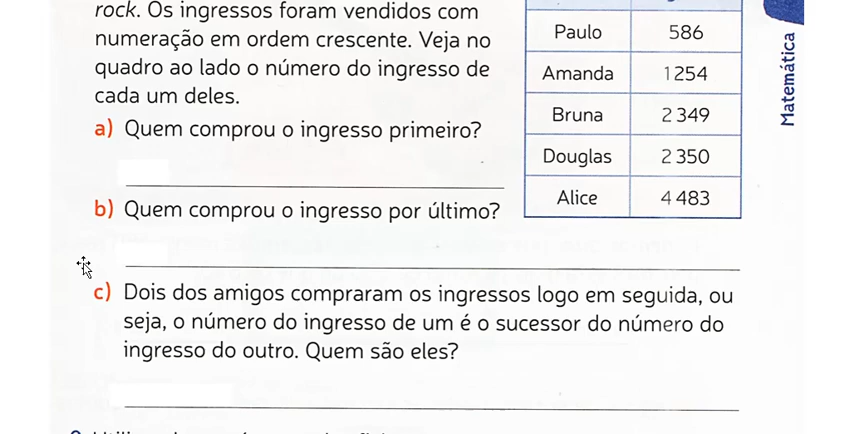 rock. Os ingressos foram vendidos com
numeração em ordem crescente. Veja no
quadro ao lado o número do ingresso de
cada um deles.
a) Quem comprou o ingresso primeiro?
b) Quem comprou o ingresso por último?
c) Dois dos amigos compraram os ingressos logo em seguida, ou
seja, o número do ingresso de um é o sucessor do número do
ingresso do outro. Quem são eles?
Paulo 586
Amanda 1 254
Bruna 2 349
Douglas 2 350
Alice 4 483
Matemática